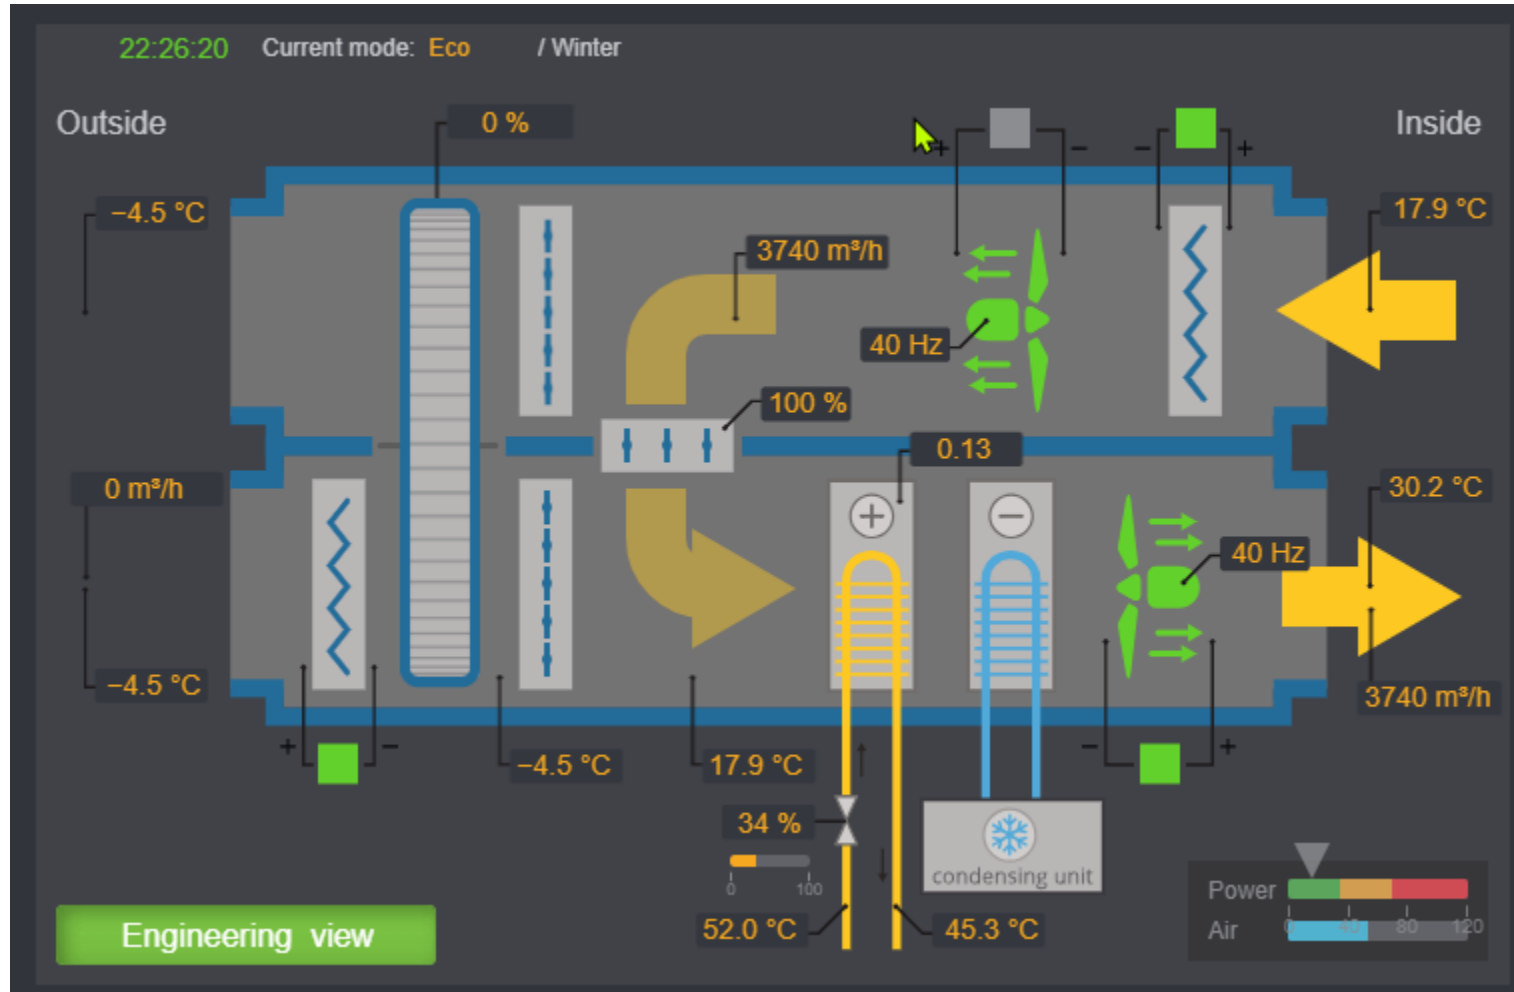 22:26:20 Current mode: Eco / Winter
Outside
0 %
+ −
− +
Inside
−4.5 °C
17.9 °C
3740 m³/h
40 Hz
100 %
0.13
0 m³/h
30.2 °C
+
−
40 Hz
−4.5 °C
3740 m³/h
+ −
− +
−4.5 °C
17.9 °C
34 %
0 100
condensing unit
Power
0 40 80 120
Air
52.0 °C
45.3 °C
Engineering view